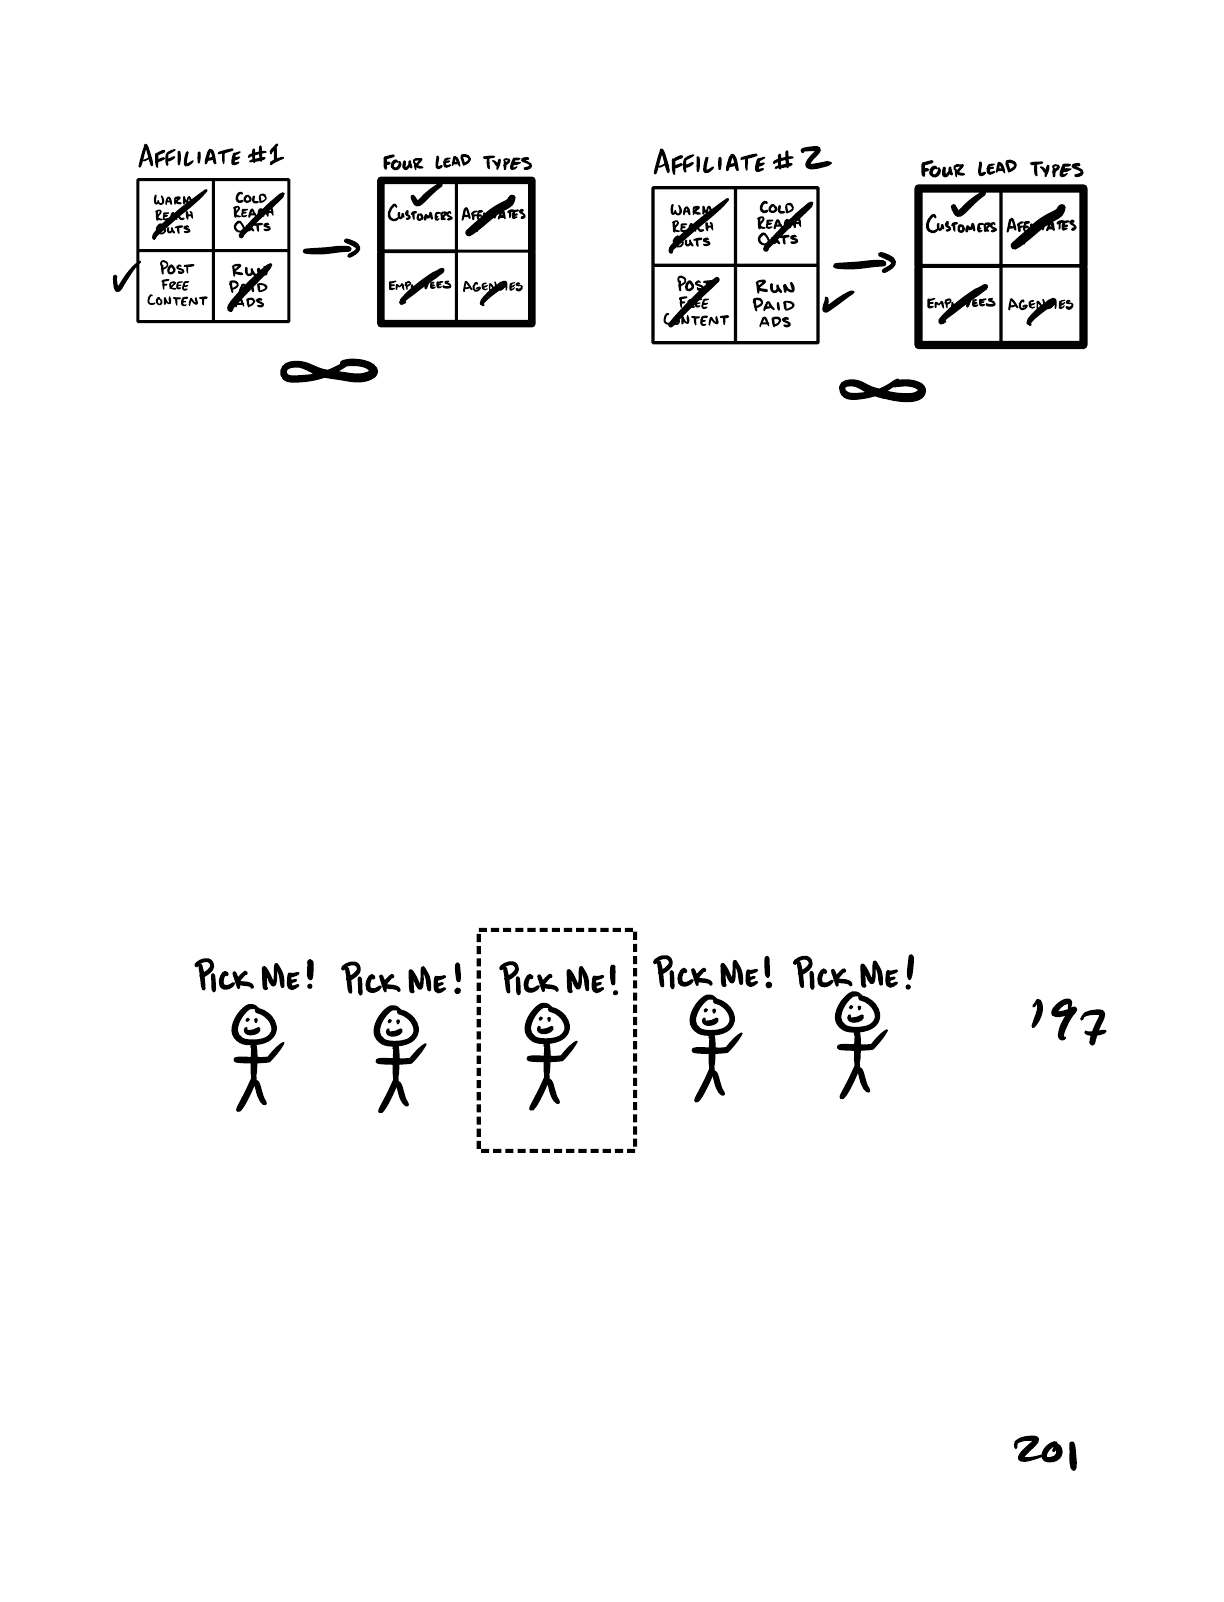 AFFILIATE #1
FOUR LEAD TYPES
WARM
REACH
OUTS
COLD
REACH
OUTS
POST
FREE
CONTENT
RUN
PAID
ADS
CUSTOMERS
AFFILIATES
EMPLOYEES
AGENCIES
AFFILIATE #2
FOUR LEAD TYPES
WARM
REACH
OUTS
COLD
REACH
OUTS
POST
FREE
CONTENT
RUN
PAID
ADS
CUSTOMERS
AFFILIATES
EMPLOYEES
AGENCIES
PICK ME! PICK ME! PICK ME! PICK ME! PICK ME!
197
201